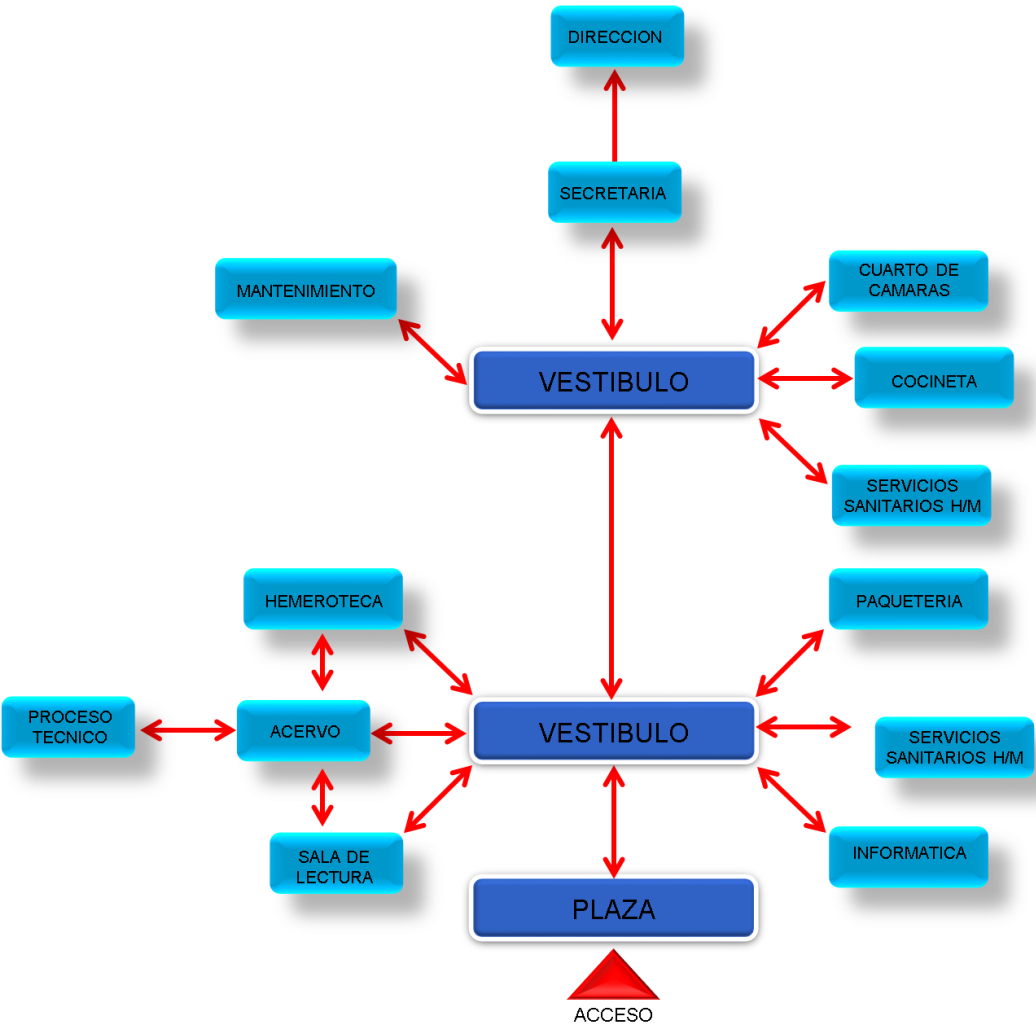 DIRECCION
SECRETARIA
MANTENIMIENTO
CUARTO DE
CAMARAS
VESTIBULO
COCINETA
SERVICIOS
SANITARIOS H/M
HEMEROTECA
PAQUETERIA
PROCESO
TECNICO
ACERVO
VESTIBULO
SERVICIOS
SANITARIOS H/M
SALA DE
LECTURA
INFORMATICA
PLAZA
ACCESO